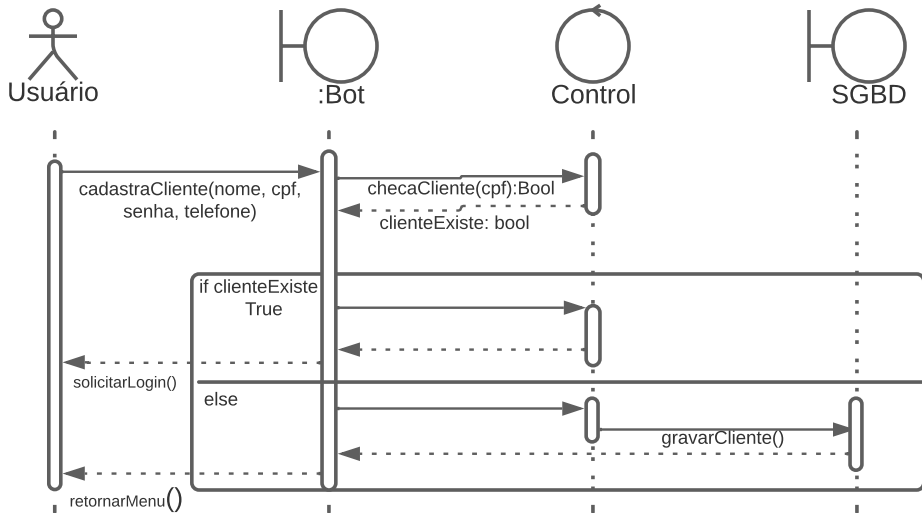 Usuário
:Bot
Control
SGBD
cadastraCliente(nome, cpf,
senha, telefone)
checaCliente(cpf):Bool
clienteExiste: bool
if clienteExiste
True
solicitarLogin()
else
gravarCliente()
retornarMenu()